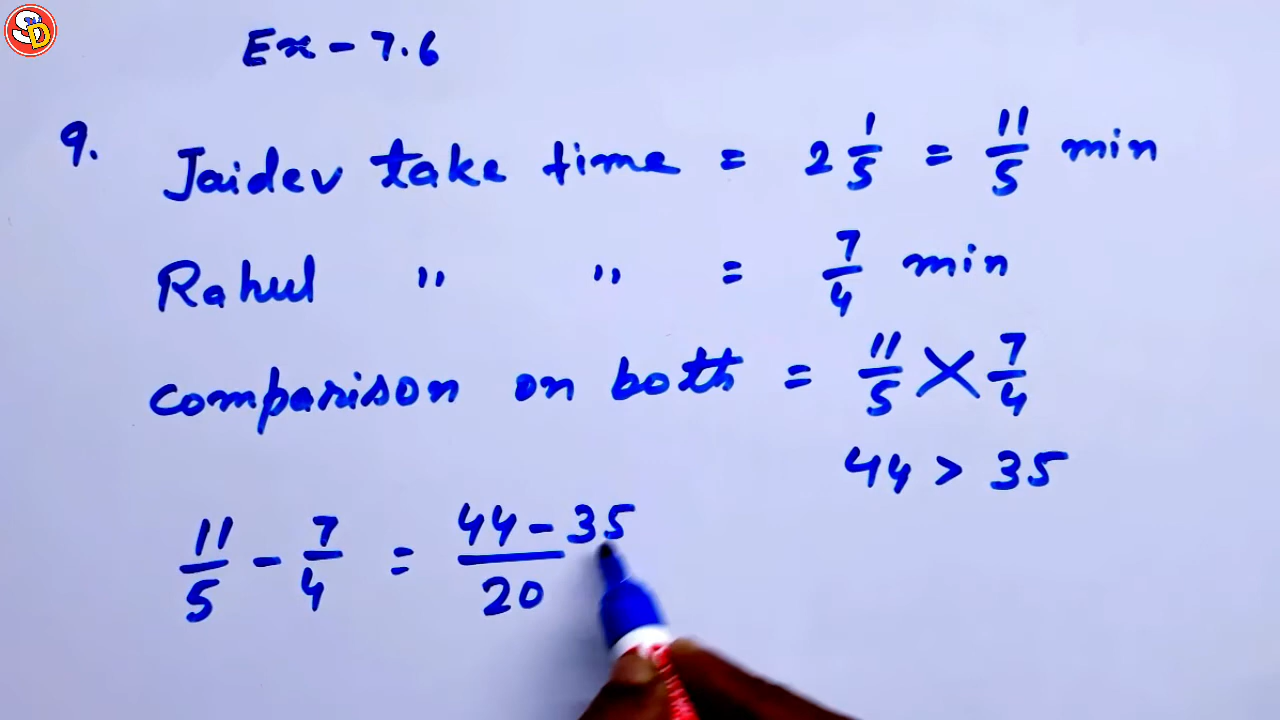 SD
Ex - 7.6
9. Jaidev take time = 2 1/5 = 11/5 min
Rahul " " = 7/4 min
comparison on both = 11/5 X 7/4
44 > 35
11/5 - 7/4 = 44 - 35/20